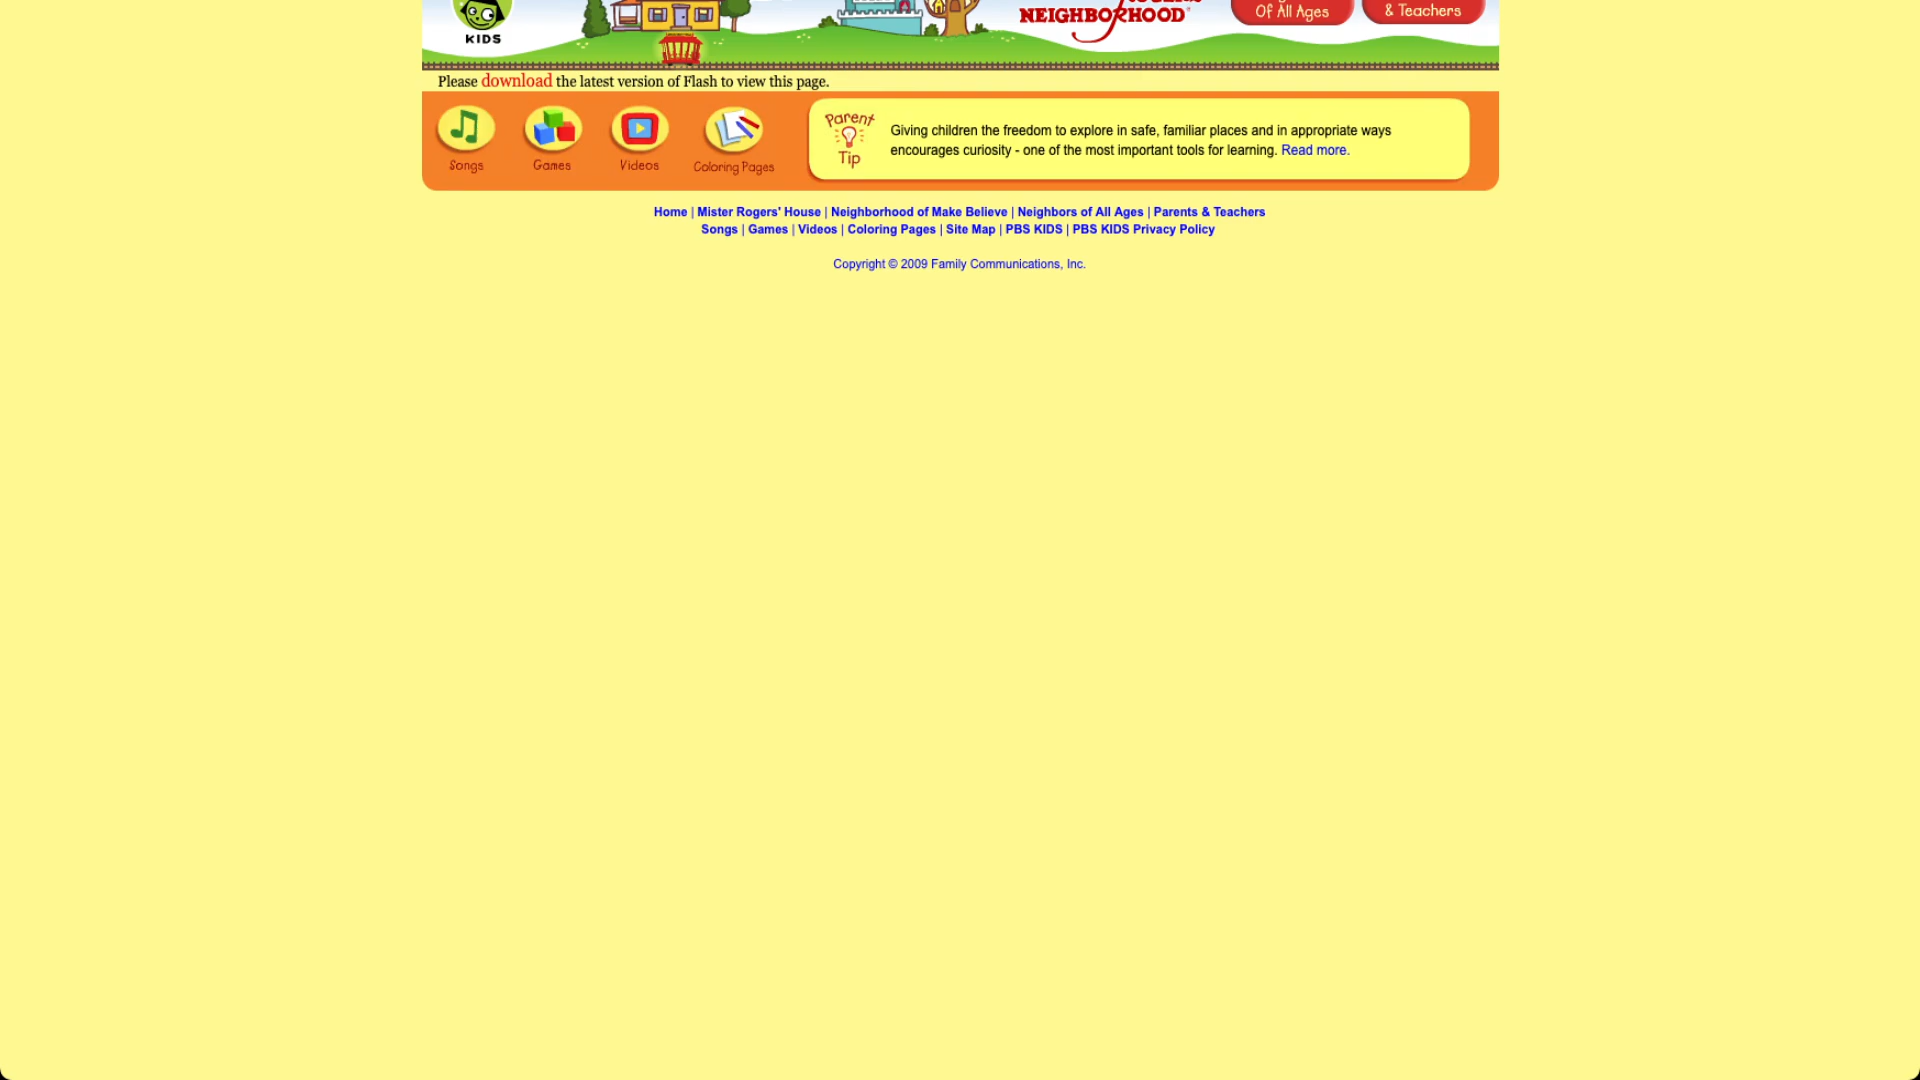 KIDS
NEIGHBORHOOD
Of All Ages
& Teachers
Please download the latest version of Flash to view this page.
Songs
Games
Videos
Coloring Pages
Parent
Tip
Giving children the freedom to explore in safe, familiar places and in appropriate ways
encourages curiosity - one of the most important tools for learning. Read more.
Home | Mister Rogers' House | Neighborhood of Make Believe | Neighbors of All Ages | Parents & Teachers
Songs | Games | Videos | Coloring Pages | Site Map | PBS KIDS | PBS KIDS Privacy Policy
Copyright © 2009 Family Communications, Inc.